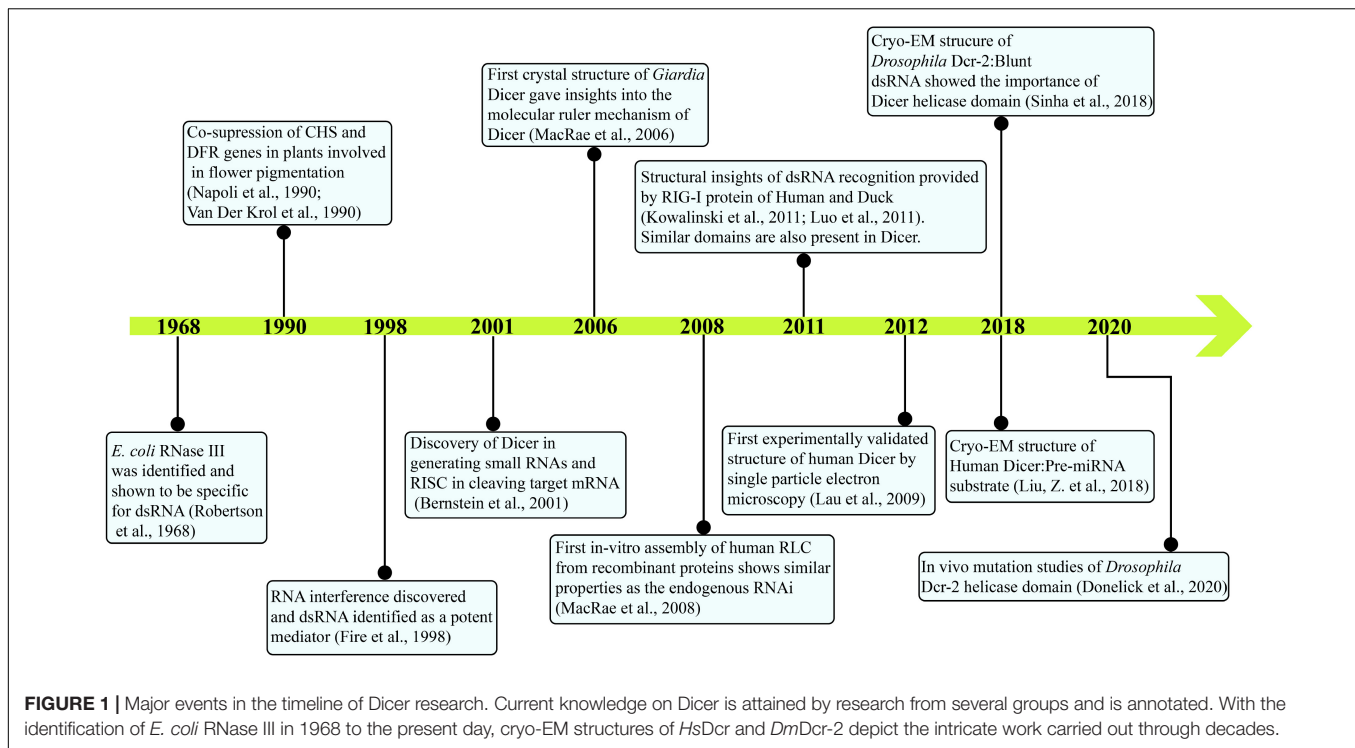 Cryo-EM strucure of
Drosophila Dcr-2:Blunt
dsRNA showed the importance of
Dicer helicase domain (Sinha et al., 2018)
First crystal structure of Giardia
Dicer gave insights into the
molecular ruler mechanism of
Dicer (MacRae et al., 2006)
Co-supression of CHS and
DFR genes in plants involved
in flower pigmentation
(Napoli et al., 1990;
Van Der Krol et al., 1990)
Structural insights of dsRNA recognition provided
by RIG-I protein of Human and Duck
(Kowalinski et al., 2011; Luo et al., 2011).
Similar domains are also present in Dicer.
1968 1990 1998 2001 2006 2008 2011 2012 2018 2020
E. coli RNase III
was identified and
shown to be specific
for dsRNA (Robertson
et al., 1968)
Discovery of Dicer in
generating small RNAs and
RISC in cleaving target mRNA
(Bernstein et al., 2001)
First experimentally validated
structure of human Dicer by
single particle electron
microscopy (Lau et al., 2009)
Cryo-EM structure of
Human Dicer:Pre-miRNA
substrate (Liu, Z. et al., 2018)
RNA interference discovered
and dsRNA identified as a potent
mediator (Fire et al., 1998)
First in-vitro assembly of human RLC
from recombinant proteins shows similar
properties as the endogenous RNAi
(MacRae et al., 2008)
In vivo mutation studies of Drosophila
Dcr-2 helicase domain (Donelick et al., 2020)
FIGURE 1 | Major events in the timeline of Dicer research. Current knowledge on Dicer is attained by research from several groups and is annotated. With the
identification of E. coli RNase III in 1968 to the present day, cryo-EM structures of HsDcr and DmDcr-2 depict the intricate work carried out through decades.